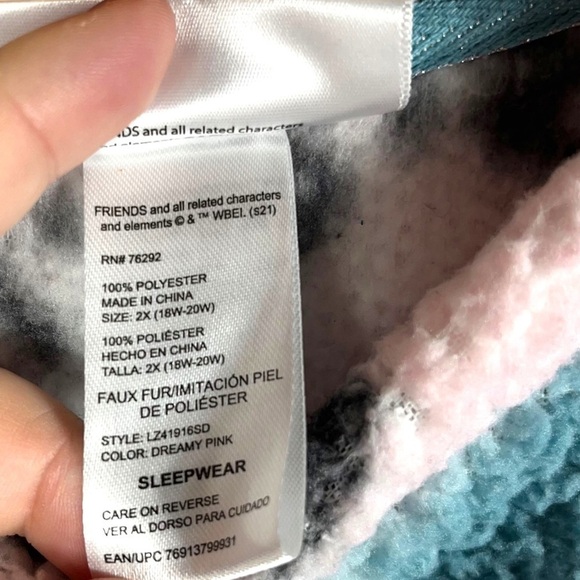 DS and all related characters
FRIENDS and all related characters
and elements © & ™ WBEI. (s21)
RN# 76292
100% POLYESTER
MADE IN CHINA
SIZE: 2X (18W-20W)
100% POLIÉSTER
HECHO EN CHINA
TALLA: 2X (18W-20W)
FAUX FUR/IMITACIÓN PIEL
DE POLIÉSTER
STYLE: LZ41916SD
COLOR: DREAMY PINK
SLEEPWEAR
CARE ON REVERSE
VER AL DORSO PARA CUIDADO
EAN/UPC 76913799931